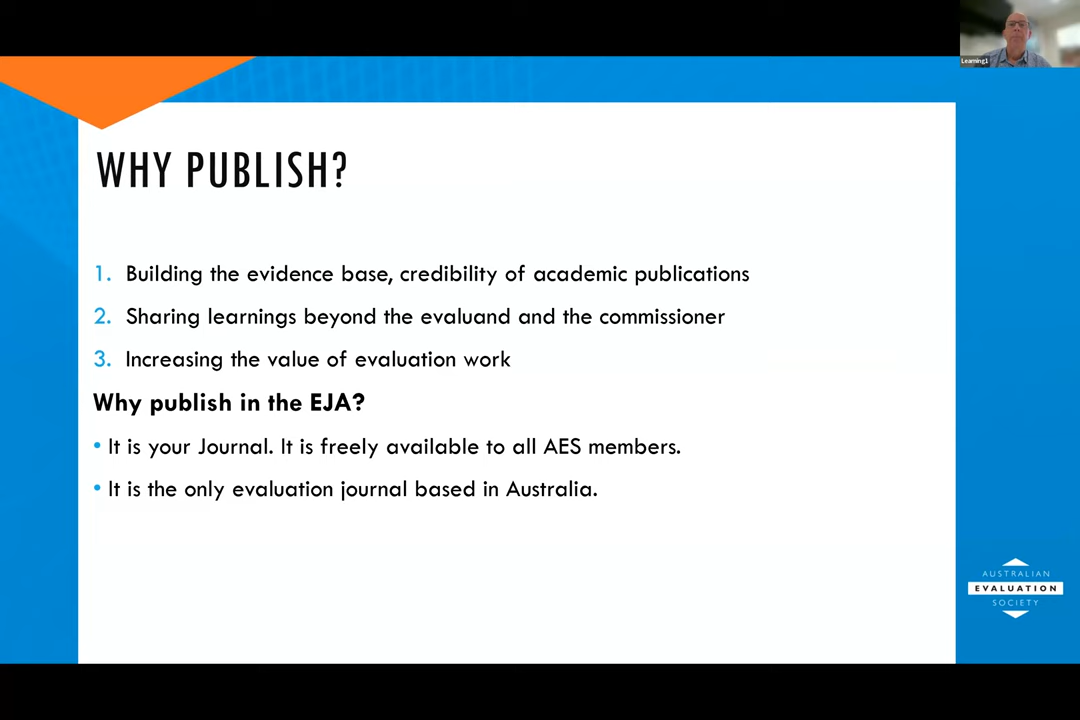 Learning1
WHY PUBLISH?
1. Building the evidence base, credibility of academic publications
2. Sharing learnings beyond the evaluand and the commissioner
3. Increasing the value of evaluation work
Why publish in the EJA?
• It is your Journal. It is freely available to all AES members.
• It is the only evaluation journal based in Australia.
AUSTRALIAN
EVALUATION
SOCIETY